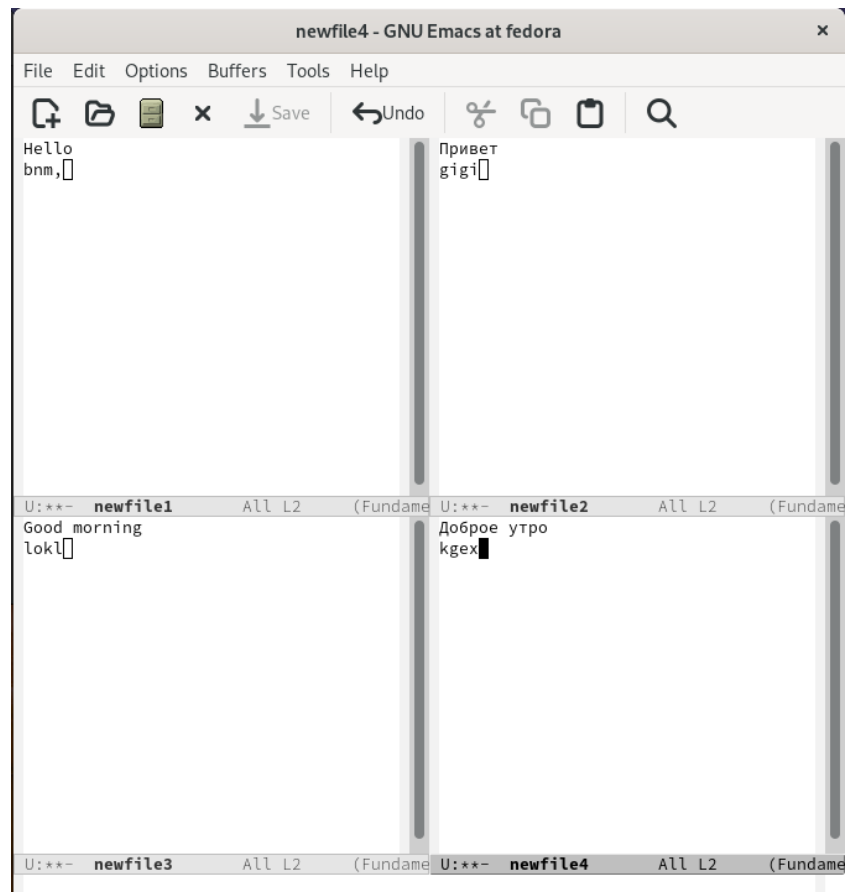 newfile4 - GNU Emacs at fedora
File Edit Options Buffers Tools Help
Save Undo
Hello
bnm,
Привет
gigi
U:**- newfile1 All L2 (Fundame
U:**- newfile2 All L2 (Fundame
Good morning
lokl
Доброе утро
kgex
U:**- newfile3 All L2 (Fundame
U:**- newfile4 All L2 (Fundame